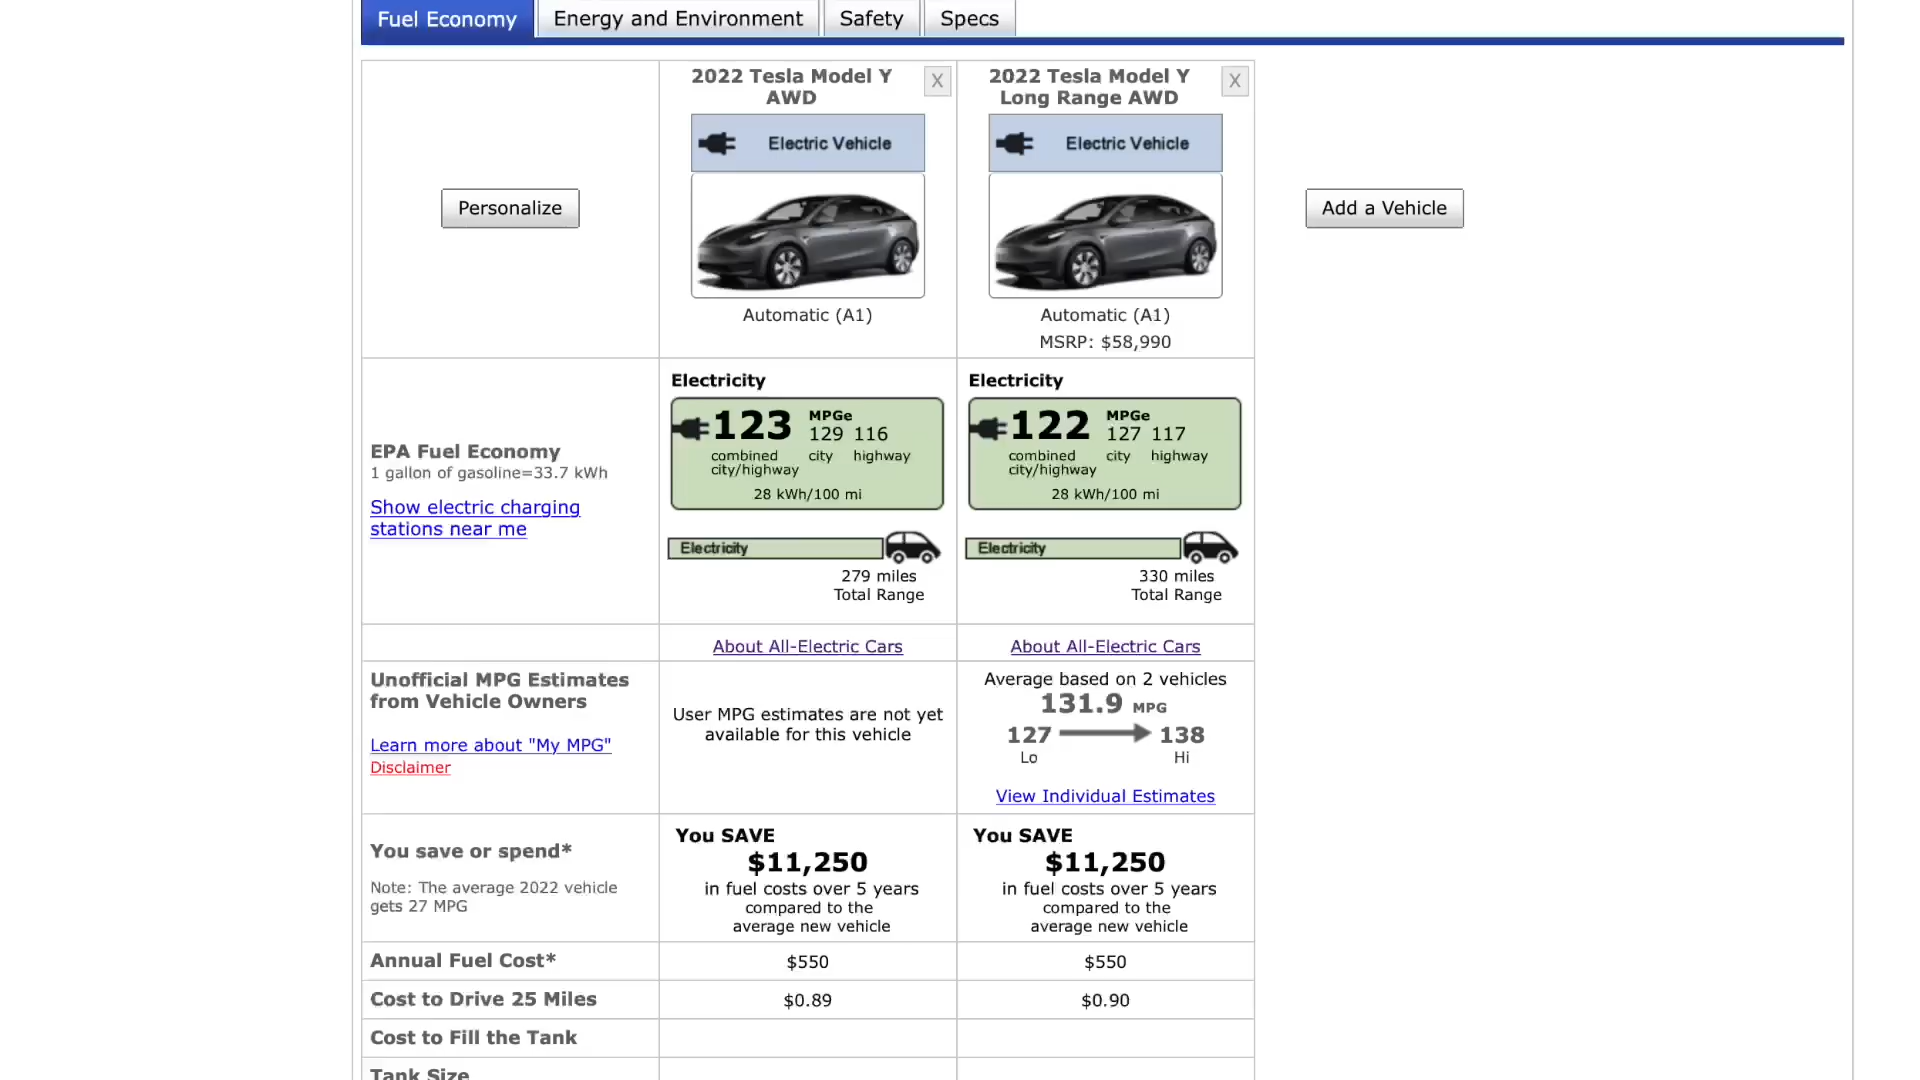 Fuel Economy
Energy and Environment
Safety
Specs
Personalize
2022 Tesla Model Y
AWD
X
Electric Vehicle
Automatic (A1)
2022 Tesla Model Y
Long Range AWD
X
Electric Vehicle
Automatic (A1)
MSRP: $58,990
Add a Vehicle
EPA Fuel Economy
1 gallon of gasoline=33.7 kWh
Show electric charging
stations near me
Electricity
123 MPGe
129 116
combined city highway
city/highway
28 kWh/100 mi
Electricity
279 miles
Total Range
Electricity
122 MPGe
127 117
combined city highway
city/highway
28 kWh/100 mi
Electricity
330 miles
Total Range
About All-Electric Cars
About All-Electric Cars
Unofficial MPG Estimates
from Vehicle Owners
Learn more about "My MPG"
Disclaimer
User MPG estimates are not yet
available for this vehicle
Average based on 2 vehicles
131.9 MPG
127 138
Lo Hi
View Individual Estimates
You save or spend*
Note: The average 2022 vehicle
gets 27 MPG
You SAVE
$11,250
in fuel costs over 5 years
compared to the
average new vehicle
You SAVE
$11,250
in fuel costs over 5 years
compared to the
average new vehicle
Annual Fuel Cost*
$550
$550
Cost to Drive 25 Miles
$0.89
$0.90
Cost to Fill the Tank
Tank Size